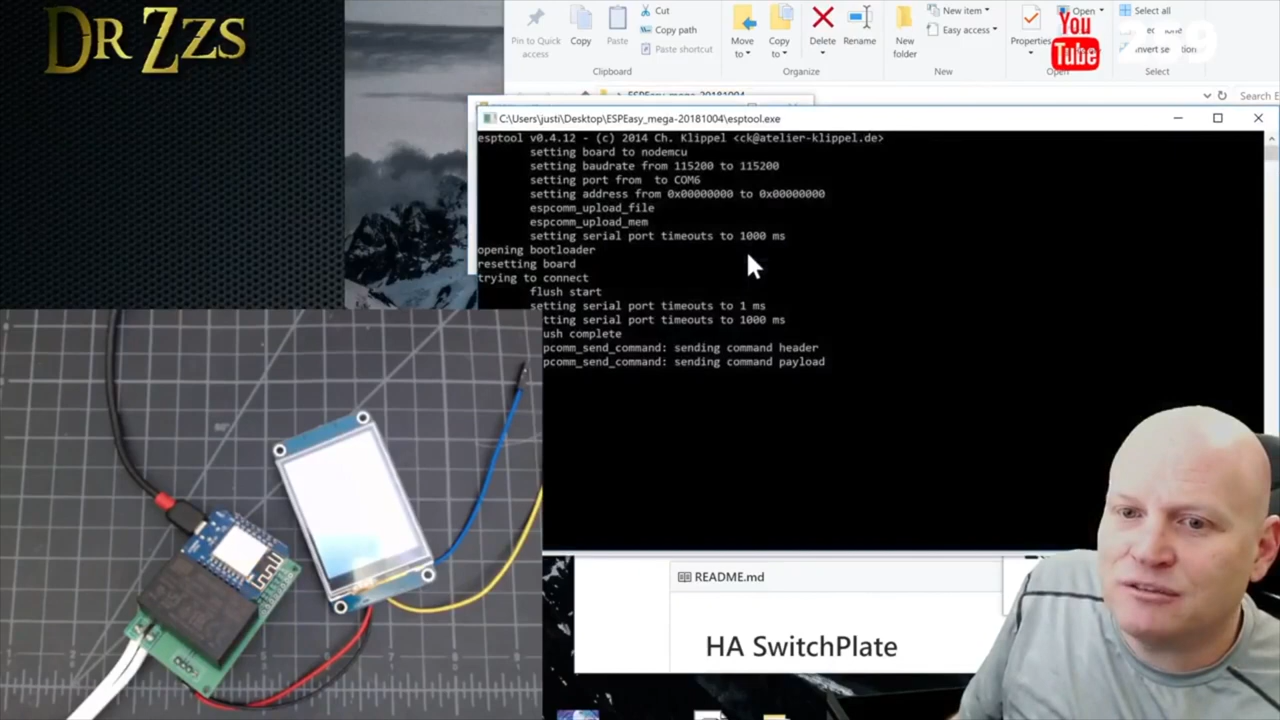 DR ZZS
Pin to Quick access
Copy
Paste
Cut
Copy path
Paste shortcut
Clipboard
Move to
Copy to
Delete
Rename
Organize
New folder
New item
Easy access
New
Properties
Open
Open
Select all
Select
You
Tube
ESPEasy_mega-20181004
Search E
C:\Users\justi\Desktop\ESPEasy_mega-20181004\esptool.exe
esptool v0.4.12 - (c) 2014 Ch. Klippel <ck@atelier-klippel.de>
setting board to nodemcu
setting baudrate from 115200 to 115200
setting port from to COM6
setting address from 0x00000000 to 0x00000000
espcomm_upload_file
espcomm_upload_mem
setting serial port timeouts to 1000 ms
opening bootloader
resetting board
trying to connect
flush start
setting serial port timeouts to 1 ms
etting serial port timeouts to 1000 ms
ush complete
pcomm_send_command: sending command header
pcomm_send_command: sending command payload
README.md
HA SwitchPlate